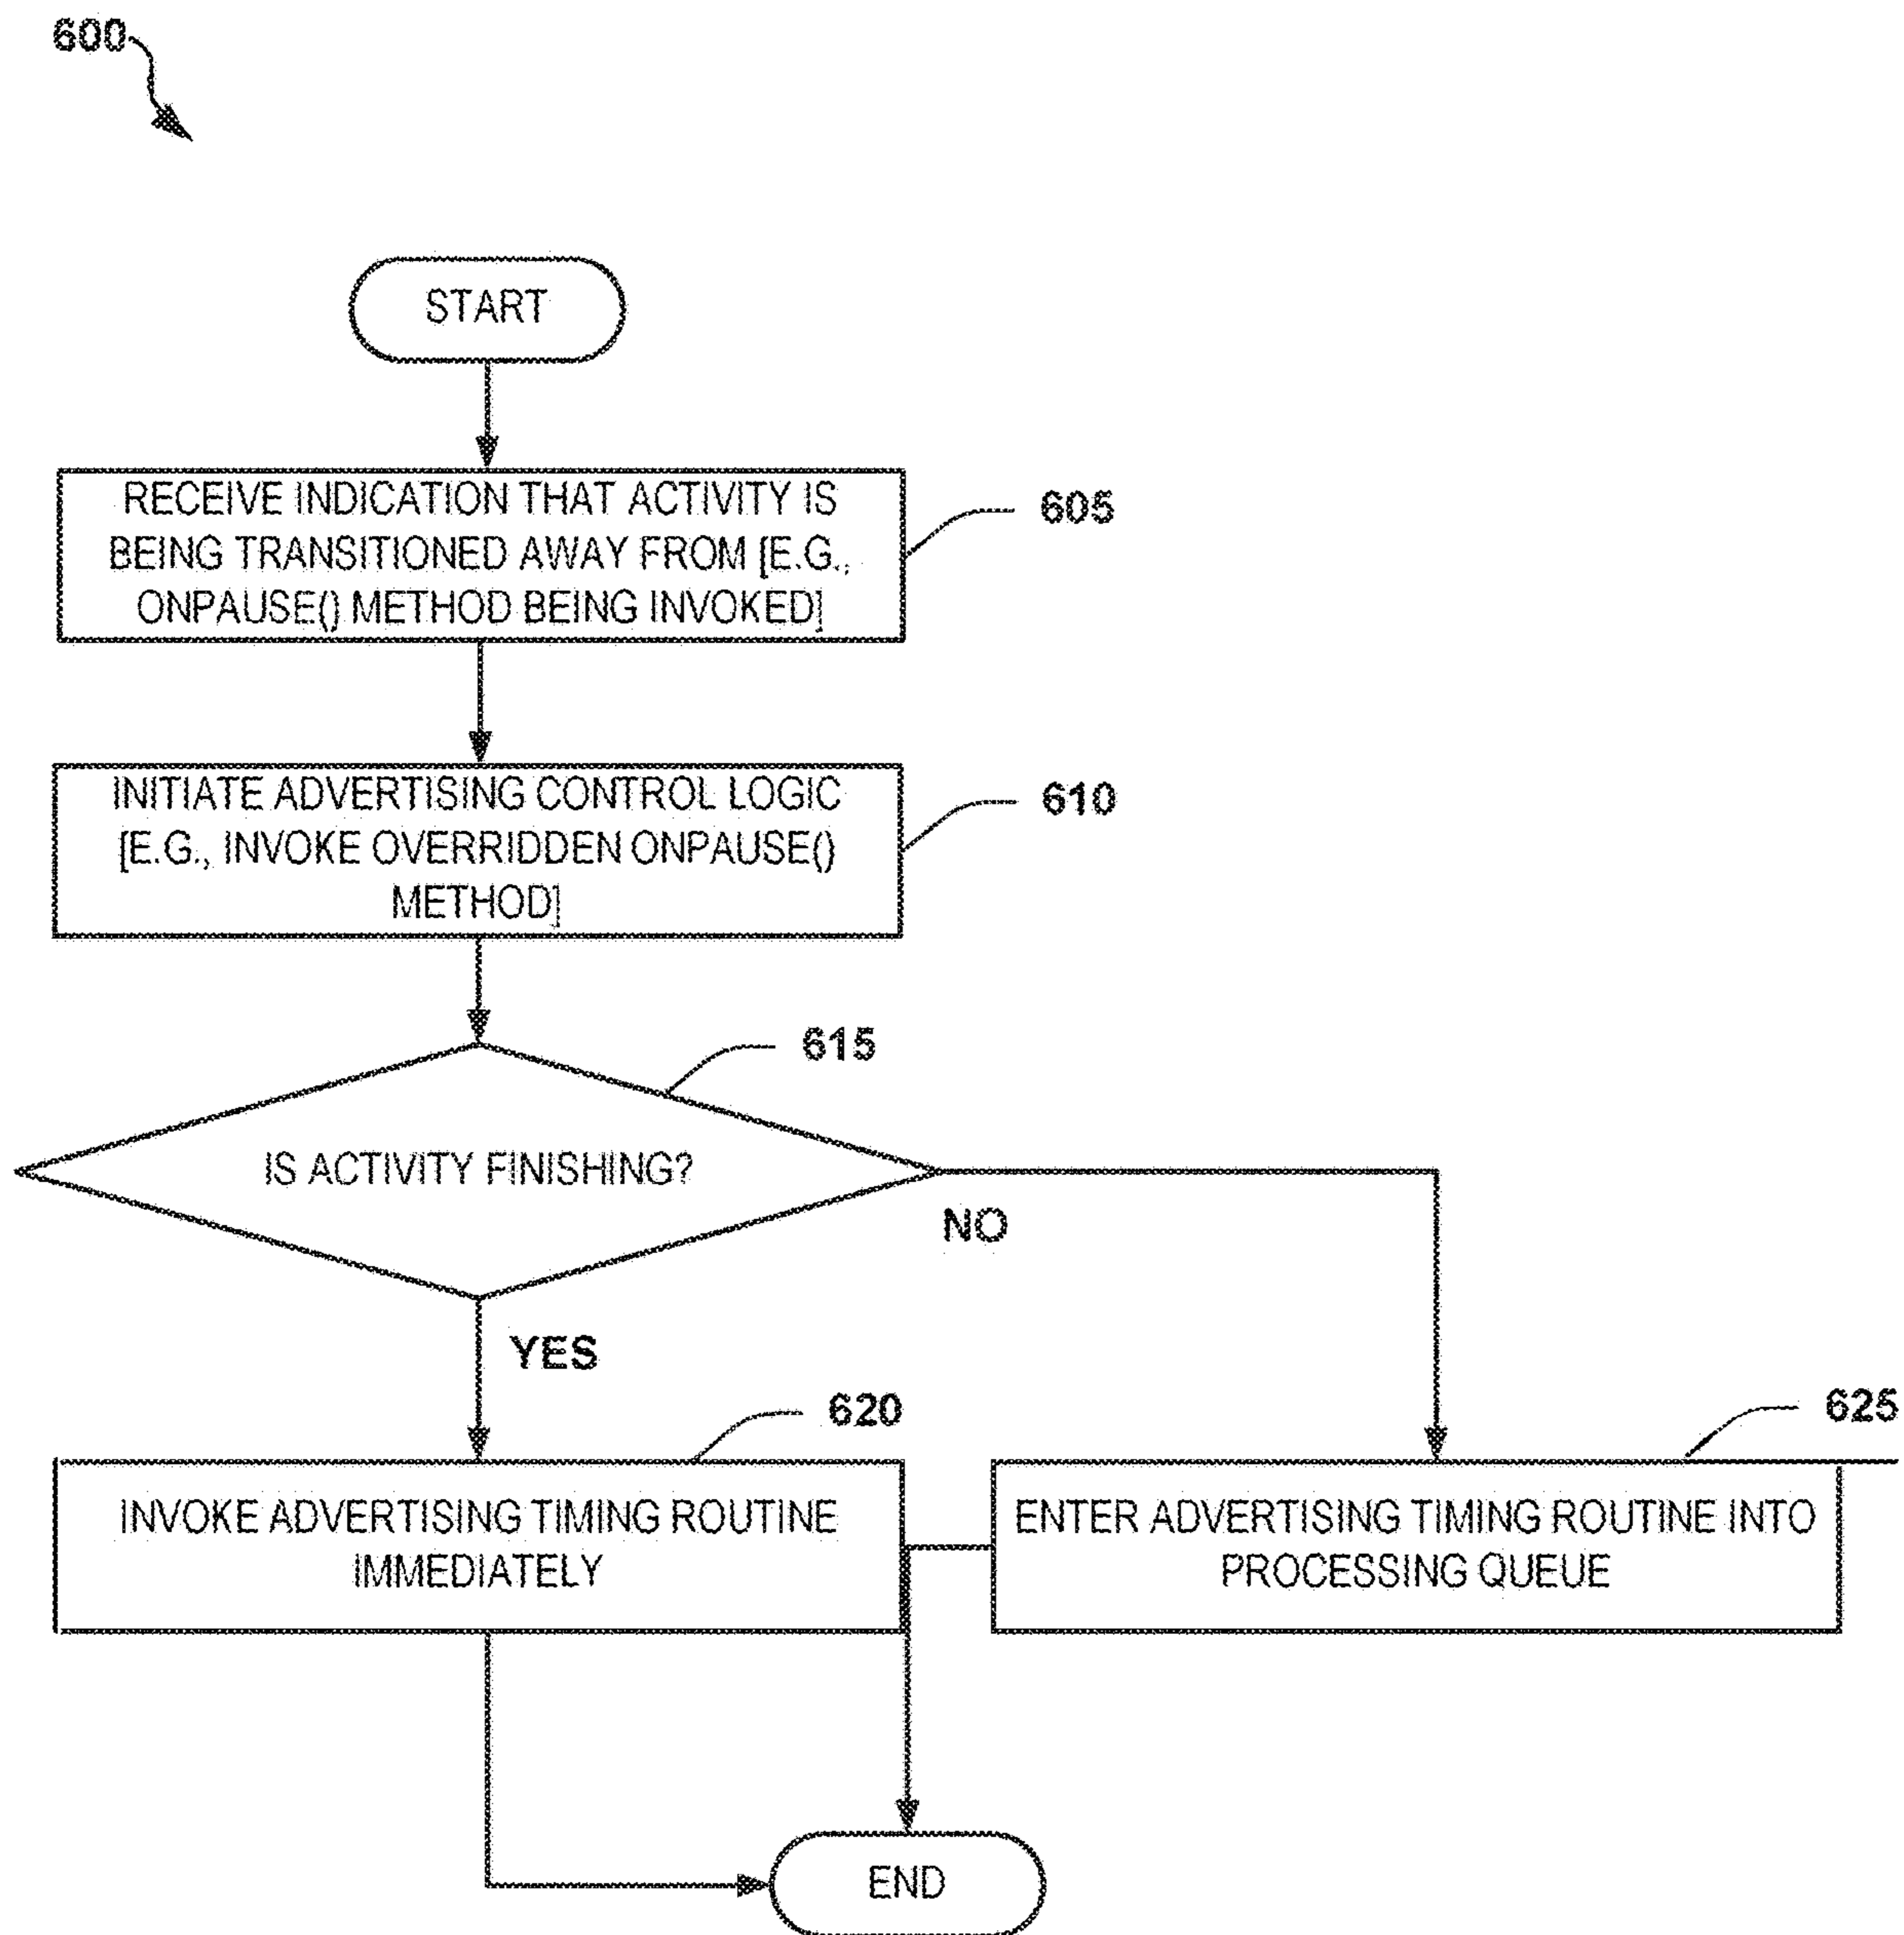 600
START
RECEIVE INDICATION THAT ACTIVITY IS
BEING TRANSITIONED AWAY FROM [E.G.,
ONPAUSE() METHOD BEING INVOKED]
605
INITIATE ADVERTISING CONTROL LOGIC
[E.G., INVOKE OVERRIDDEN ONPAUSE()
METHOD]
610
615
IS ACTIVITY FINISHING?
NO
YES
620
625
INVOKE ADVERTISING TIMING ROUTINE
IMMEDIATELY
ENTER ADVERTISING TIMING ROUTINE INTO
PROCESSING QUEUE
END